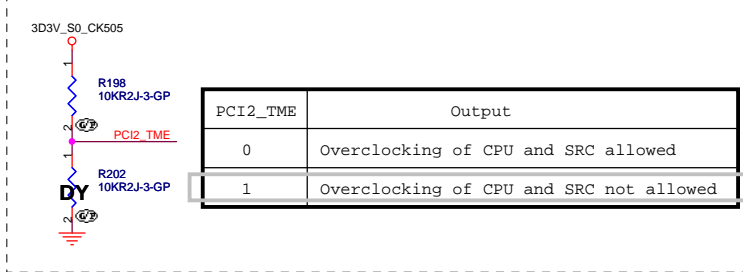 3D3V_S0_CK505
1
R198
10KR2J-3-GP
2
G/P
PCI2_TME
1
R202
10KR2J-3-GP
DY
2
G/P
PCI2_TME Output
0 Overclocking of CPU and SRC allowed
1 Overclocking of CPU and SRC not allowed